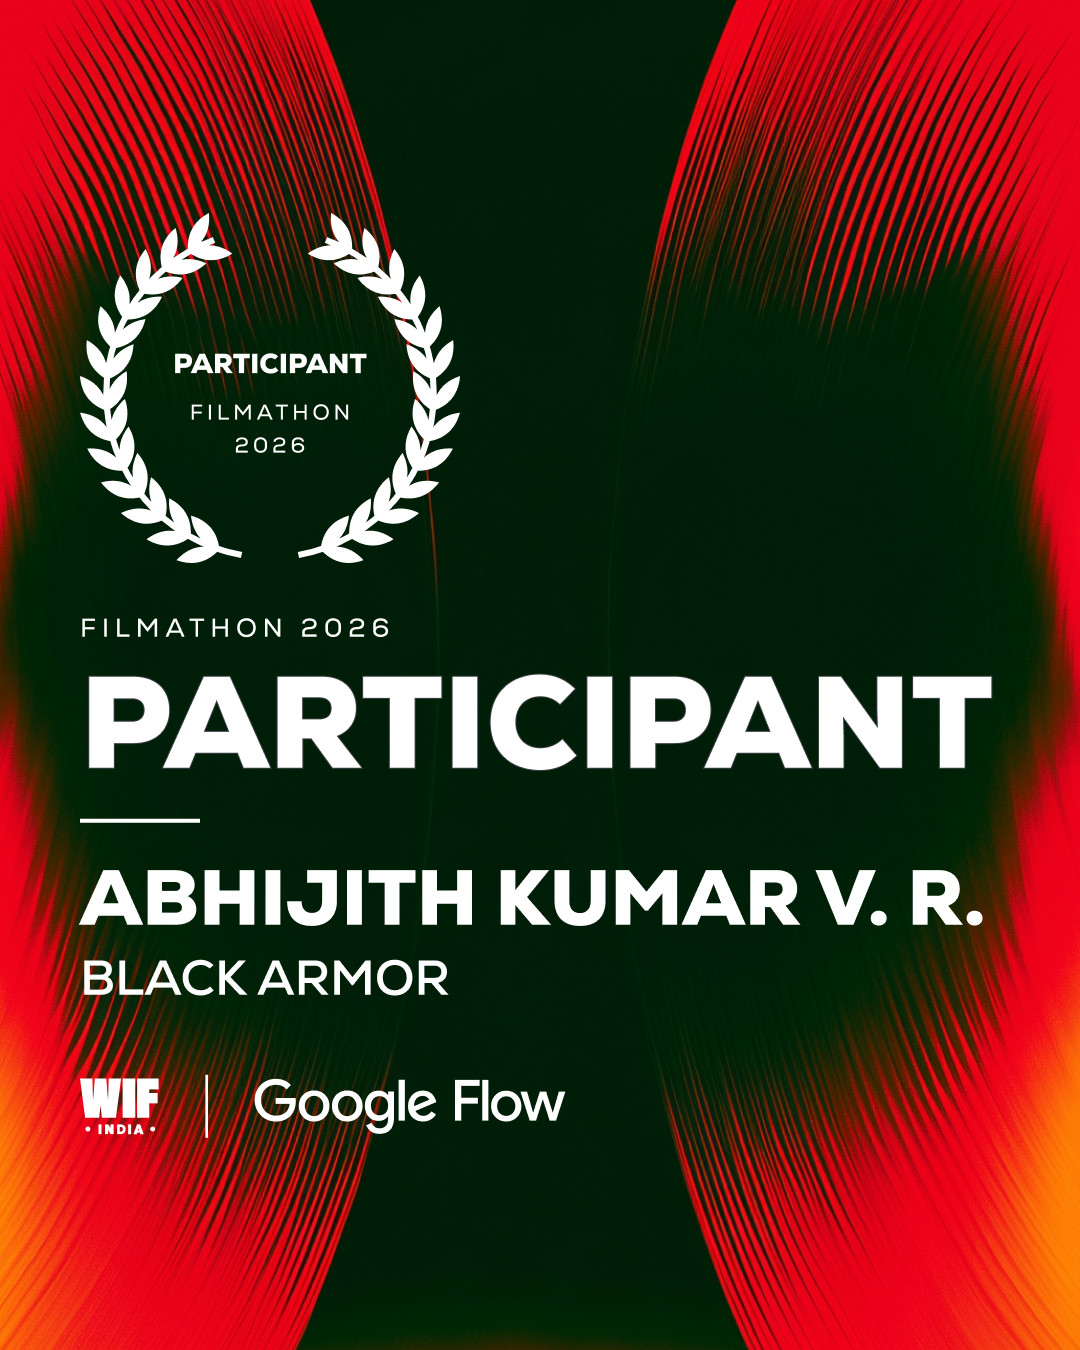 PARTICIPANT
FILMATHON
2026
FILMATHON 2026
PARTICIPANT
ABHIJITH KUMAR V. R.
BLACK ARMOR
WIF
• INDIA •
Google Flow